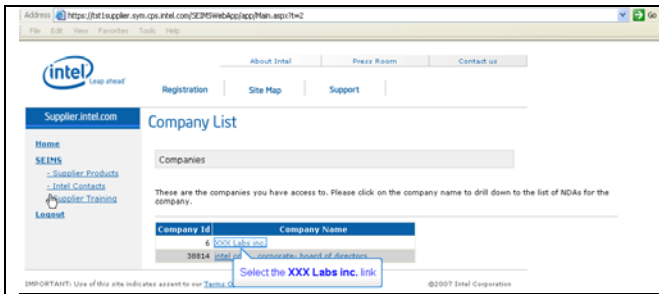 Address https://tst1supplier.sym.cps.intel.com/SEIMSWebApp/app/Main.aspx?t=2 Go
File Edit View Favorites Tools Help
About Intel Press Room Contact us
intel Leap ahead
Registration Site Map Support
Supplier.intel.com
Company List
Home
SEIMS
Companies
- Supplier Products
- Intel Contacts
- Supplier Training
These are the companies you have access to. Please click on the company name to drill down to the list of NDAs for the
company.
Logout
Company Id Company Name
6 XXX Labs inc.
30814 intel corporate: board of directors
Select the XXX Labs inc. link
IMPORTANT: Use of this site indicates assent to our Terms ©2007 Intel Corporation